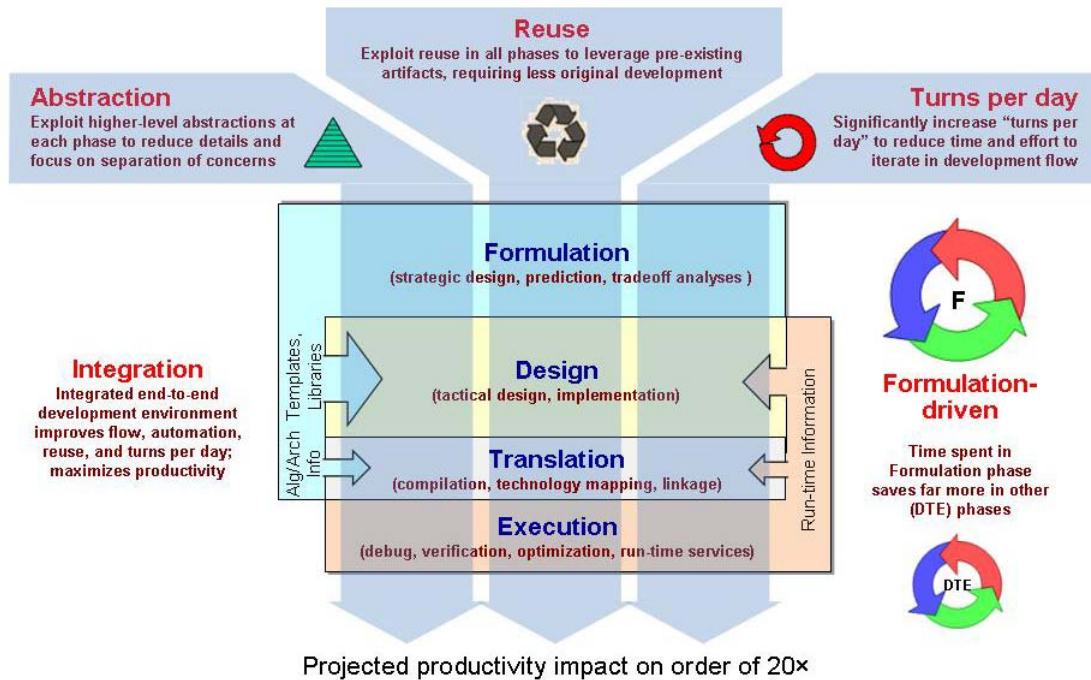 Reuse
Exploit reuse in all phases to leverage pre-existing
artifacts, requiring less original development
Abstraction
Exploit higher-level abstractions at
each phase to reduce details and
focus on separation of concerns
Turns per day
Significantly increase “turns per
day” to reduce time and effort to
iterate in development flow
Formulation
(strategic design, prediction, tradeoff analyses )
Integration
Integrated end-to-end
development environment
improves flow, automation,
reuse, and turns per day;
maximizes productivity
Templates,
Libraries
Alg/Arch
Info
Design
(tactical design, implementation)
Translation
(compilation, technology mapping, linkage)
Execution
(debug, verification, optimization, run-time services)
Run-time Information
F
Formulation-
driven
Time spent in
Formulation phase
saves far more in other
(DTE) phases
DTE
Projected productivity impact on order of 20×